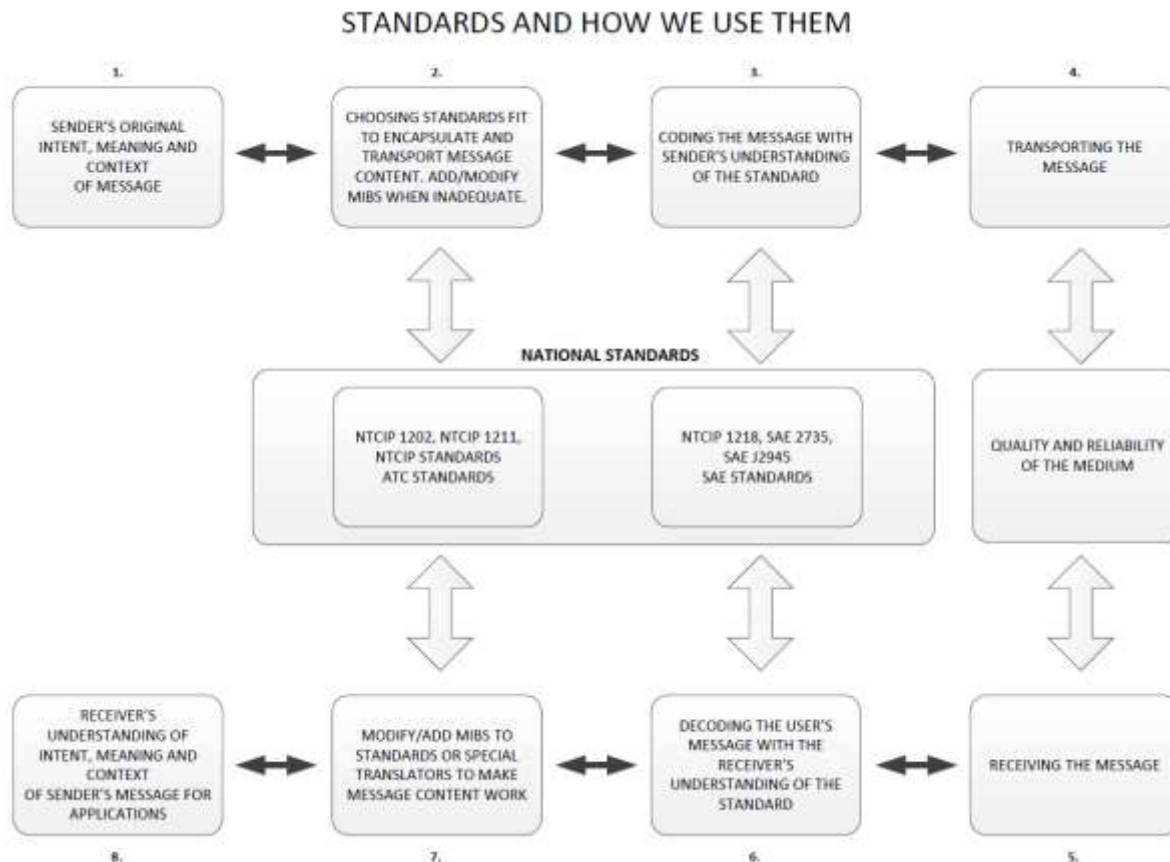 STANDARDS AND HOW WE USE THEM
1.
SENDER'S ORIGINAL
INTENT, MEANING AND
CONTEXT
OF MESSAGE
2.
CHOOSING STANDARDS FIT
TO ENCAPSULATE AND
TRANSPORT MESSAGE
CONTENT. ADD/MODIFY
MIBS WHEN INADEQUATE.
3.
CODING THE MESSAGE WITH
SENDER'S UNDERSTANDING
OF THE STANDARD
4.
TRANSPORTING THE
MESSAGE
NATIONAL STANDARDS
NTCIP 1202, NTCIP 1211,
NTCIP STANDARDS
ATC STANDARDS
NTCIP 1218, SAE 2735,
SAE J2945
SAE STANDARDS
QUALITY AND RELIABILITY
OF THE MEDIUM
RECEIVER'S
UNDERSTANDING OF
INTENT, MEANING AND
CONTEXT
OF SENDER'S MESSAGE FOR
APPLICATIONS
8.
MODIFY/ADD MIBS TO
STANDARDS OR SPECIAL
TRANSLATORS TO MAKE
MESSAGE CONTENT WORK
7.
DECODING THE USER'S
MESSAGE WITH THE
RECEIVER'S
UNDERSTANDING OF THE
STANDARD
6.
RECEIVING THE MESSAGE
5.